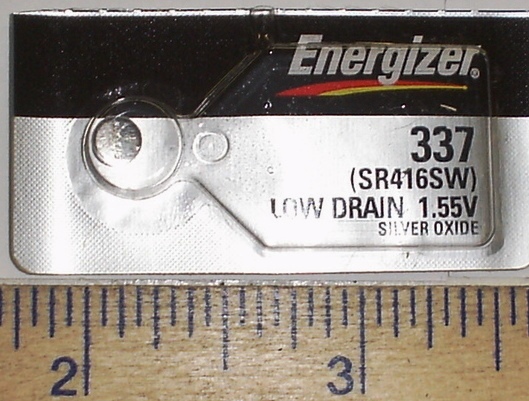 Energizer®
337
(SR416SW)
LOW DRAIN 1.55V
SILVER OXIDE
2 3